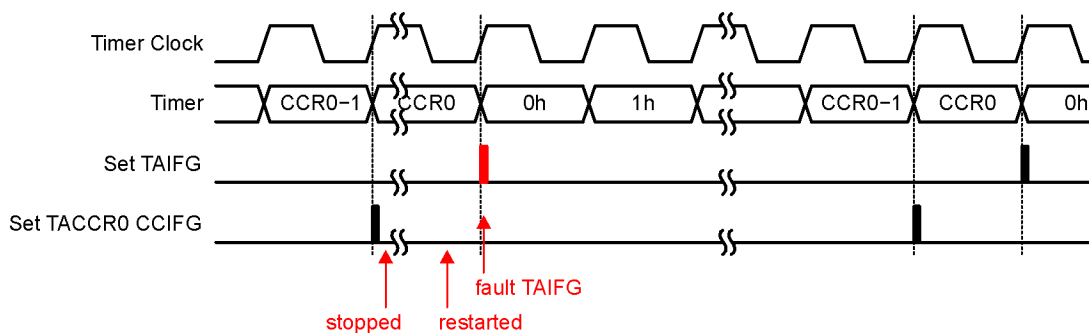 Timer Clock
Timer CCR0−1 CCR0 0h 1h CCR0−1 CCR0 0h
Set TAIFG
Set TACCR0 CCIFG
fault TAIFG
stopped restarted